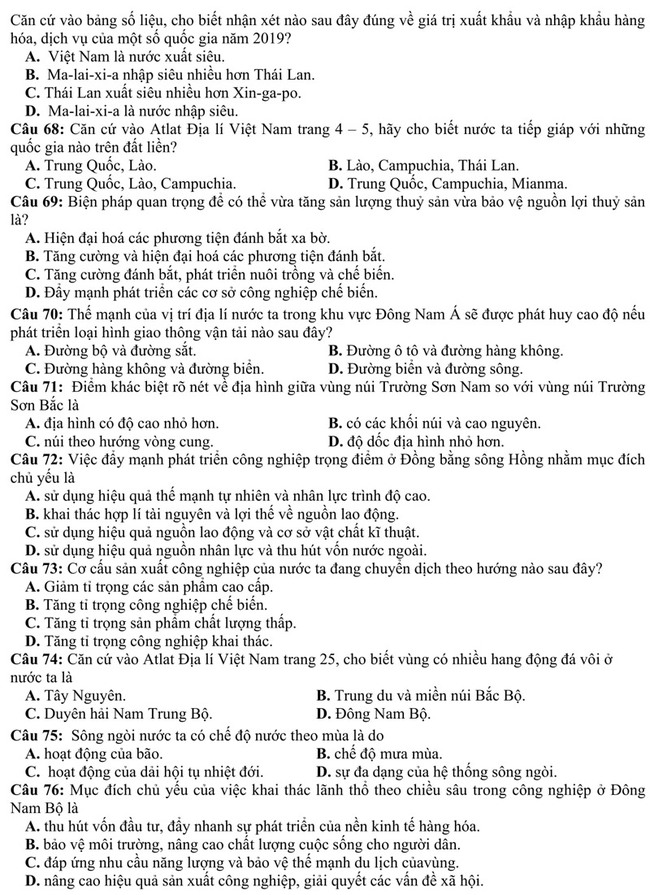 Căn cứ vào bảng số liệu, cho biết nhận xét nào sau đây đúng về giá trị xuất khẩu và nhập khẩu hàng
hóa, dịch vụ của một số quốc gia năm 2019?
A. Việt Nam là nước xuất siêu.
B. Ma-lai-xi-a nhập siêu nhiều hơn Thái Lan.
C. Thái Lan xuất siêu nhiều hơn Xin-ga-po.
D. Ma-lai-xi-a là nước nhập siêu.
Câu 68: Căn cứ vào Atlat Địa lí Việt Nam trang 4 – 5, hãy cho biết nước ta tiếp giáp với những
quốc gia nào trên đất liền?
A. Trung Quốc, Lào. B. Lào, Campuchia, Thái Lan.
C. Trung Quốc, Lào, Campuchia. D. Trung Quốc, Campuchia, Mianma.
Câu 69: Biện pháp quan trọng để có thể vừa tăng sản lượng thuỷ sản vừa bảo vệ nguồn lợi thuỷ sản
là?
A. Hiện đại hoá các phương tiện đánh bắt xa bờ.
B. Tăng cường và hiện đại hoá các phương tiện đánh bắt.
C. Tăng cường đánh bắt, phát triển nuôi trồng và chế biến.
D. Đẩy mạnh phát triển các cơ sở công nghiệp chế biến.
Câu 70: Thế mạnh của vị trí địa lí nước ta trong khu vực Đông Nam Á sẽ được phát huy cao độ nếu
phát triển loại hình giao thông vận tải nào sau đây?
A. Đường bộ và đường sắt. B. Đường ô tô và đường hàng không.
C. Đường hàng không và đường biển. D. Đường biển và đường sông.
Câu 71: Điểm khác biệt rõ nét về địa hình giữa vùng núi Trường Sơn Nam so với vùng núi Trường
Sơn Bắc là
A. địa hình có độ cao nhỏ hơn. B. có các khối núi và cao nguyên.
C. núi theo hướng vòng cung. D. độ dốc địa hình nhỏ hơn.
Câu 72: Việc đẩy mạnh phát triển công nghiệp trọng điểm ở Đồng bằng sông Hồng nhằm mục đích
chủ yếu là
A. sử dụng hiệu quả thế mạnh tự nhiên và nhân lực trình độ cao.
B. khai thác hợp lí tài nguyên và lợi thế về nguồn lao động.
C. sử dụng hiệu quả nguồn lao động và cơ sở vật chất kĩ thuật.
D. sử dụng hiệu quả nguồn nhân lực và thu hút vốn nước ngoài.
Câu 73: Cơ cấu sản xuất công nghiệp của nước ta đang chuyển dịch theo hướng nào sau đây?
A. Giảm tỉ trọng các sản phẩm cao cấp.
B. Tăng tỉ trọng công nghiệp chế biến.
C. Tăng tỉ trọng sản phẩm chất lượng thấp.
D. Tăng tỉ trọng công nghiệp khai thác.
Câu 74: Căn cứ vào Atlat Địa lí Việt Nam trang 25, cho biết vùng có nhiều hang động đá vôi ở
nước ta là
A. Tây Nguyên. B. Trung du và miền núi Bắc Bộ.
C. Duyên hải Nam Trung Bộ. D. Đông Nam Bộ.
Câu 75: Sông ngòi nước ta có chế độ nước theo mùa là do
A. hoạt động của bão. B. chế độ mưa mùa.
C. hoạt động của dải hội tụ nhiệt đới. D. sự đa dạng của hệ thống sông ngòi.
Câu 76: Mục đích chủ yếu của việc khai thác lãnh thổ theo chiều sâu trong công nghiệp ở Đông
Nam Bộ là
A. thu hút vốn đầu tư, đẩy nhanh sự phát triển của nền kinh tế hàng hóa.
B. bảo vệ môi trường, nâng cao chất lượng cuộc sống cho người dân.
C. đáp ứng nhu cầu năng lượng và bảo vệ thế mạnh du lịch củavùng.
D. nâng cao hiệu quả sản xuất công nghiệp, giải quyết các vấn đề xã hội.